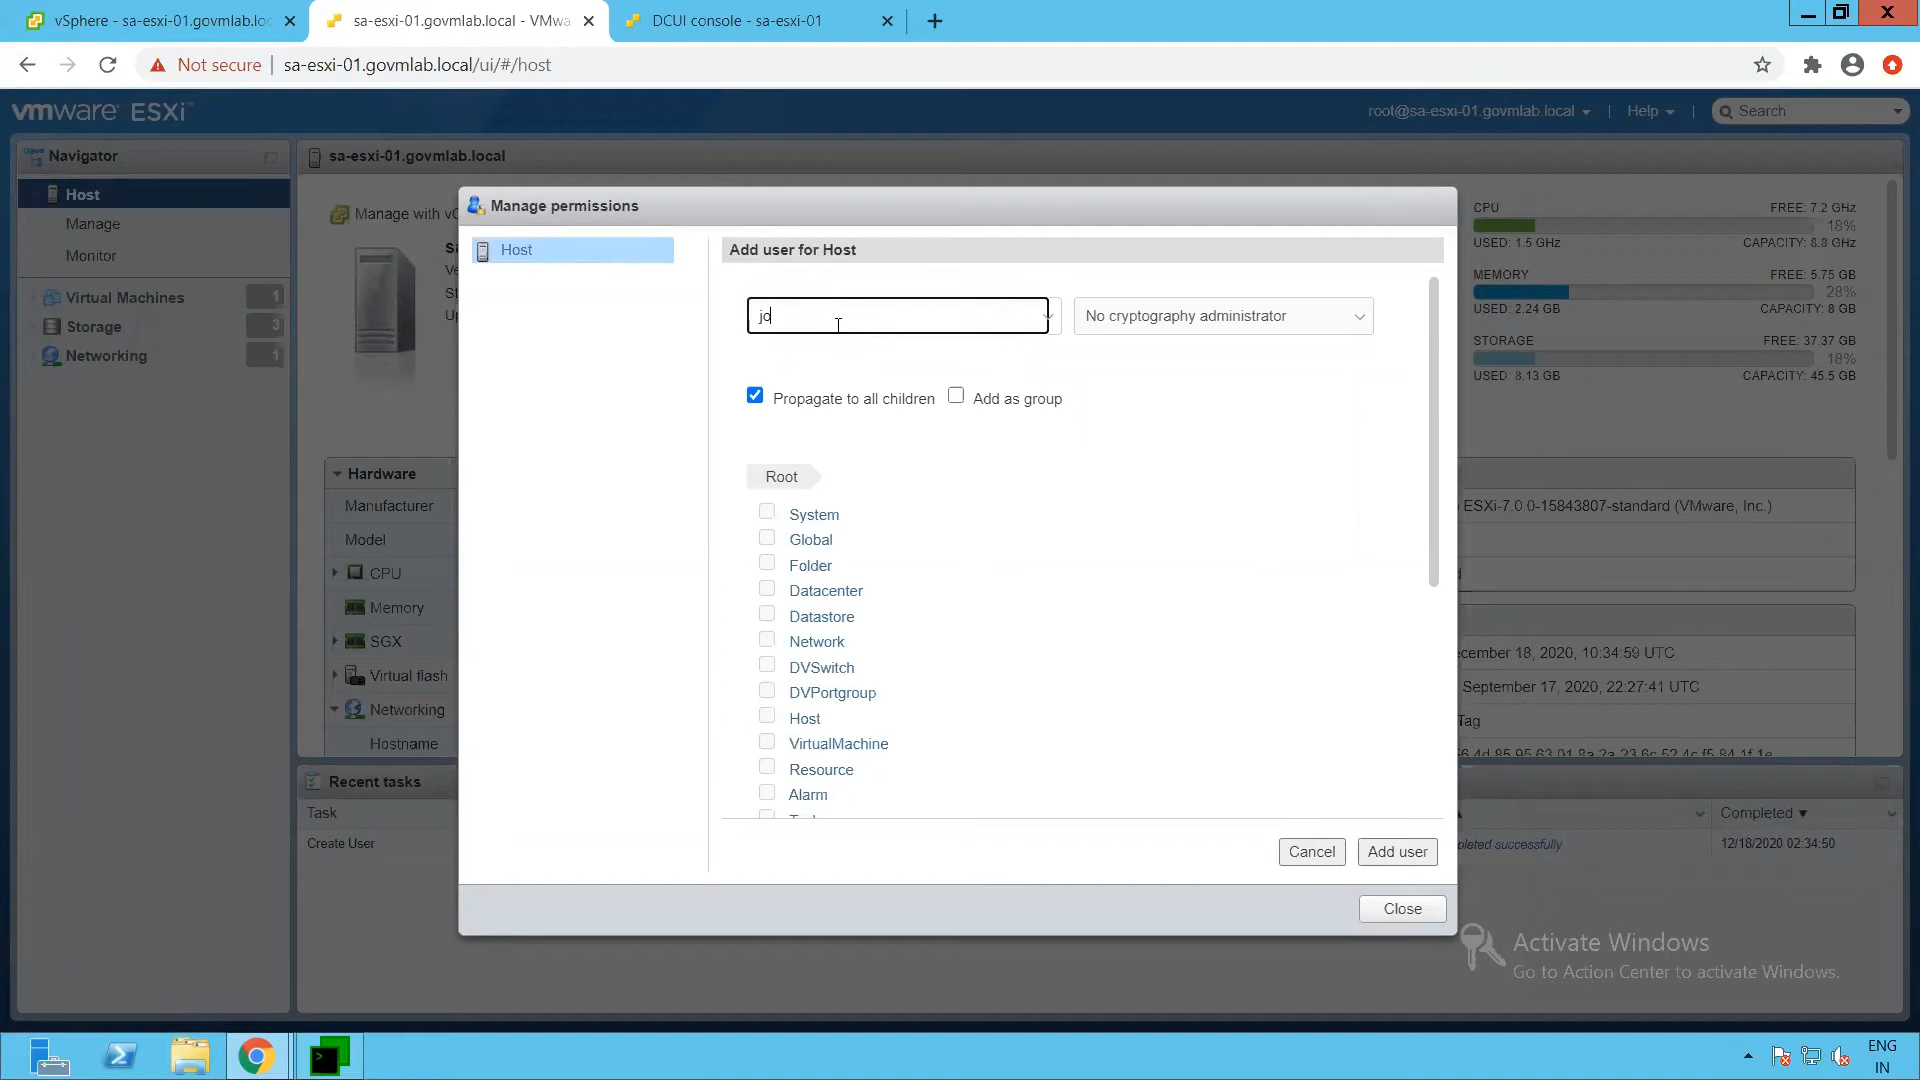 vSphere - sa-esxi-01.govmlab.loc
sa-esxi-01.govmlab.local - VMwa
DCUI console - sa-esxi-01
Not secure
sa-esxi-01.govmlab.local/ui/#/host
vmware ESXi
root@sa-esxi-01.govmlab.local
Help
Search
Navigator
Host
Manage
Monitor
Virtual Machines 1
Storage 3
Networking 1
sa-esxi-01.govmlab.local
Manage with vC
CPU FREE: 7.2 GHz
18%
USED: 1.5 GHz CAPACITY: 8.8 GHz
MEMORY FREE: 5.75 GB
28%
USED: 2.24 GB CAPACITY: 8 GB
STORAGE FREE: 37.37 GB
18%
USED: 8.13 GB CAPACITY: 45.5 GB
Hardware
Manufacturer
Model
CPU
Memory
SGX
Virtual flash
Networking
Hostname
ESXi-7.0.0-15843807-standard (VMware, Inc.)
ecember 18, 2020, 10:34:59 UTC
September 17, 2020, 22:27:41 UTC
Tag
Manage permissions
Host
Add user for Host
jo
No cryptography administrator
Propagate to all children
Add as group
Root
System
Global
Folder
Datacenter
Datastore
Network
DVSwitch
DVPortgroup
Host
VirtualMachine
Resource
Alarm
Cancel
Add user
Close
Recent tasks
Task
Completed
Create User
pleted successfully
12/18/2020 02:34:50
Activate Windows
Go to Action Center to activate Windows.
ENG
IN